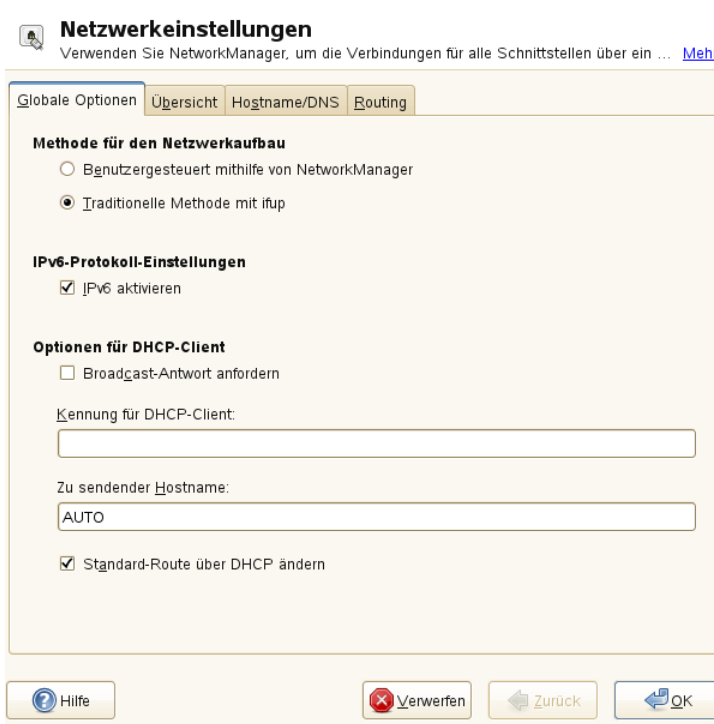 Netzwerkeinstellungen
Verwenden Sie NetworkManager, um die Verbindungen für alle Schnittstellen über ein ... Meh
Globale Optionen Übersicht Hostname/DNS Routing
Methode für den Netzwerkaufbau
Benutzergesteuert mithilfe von NetworkManager
Traditionelle Methode mit ifup
IPv6-Protokoll-Einstellungen
IPv6 aktivieren
Optionen für DHCP-Client
Broadcast-Antwort anfordern
Kennung für DHCP-Client:
Zu sendender Hostname:
AUTO
Standard-Route über DHCP ändern
Hilfe Verwerfen Zurück OK